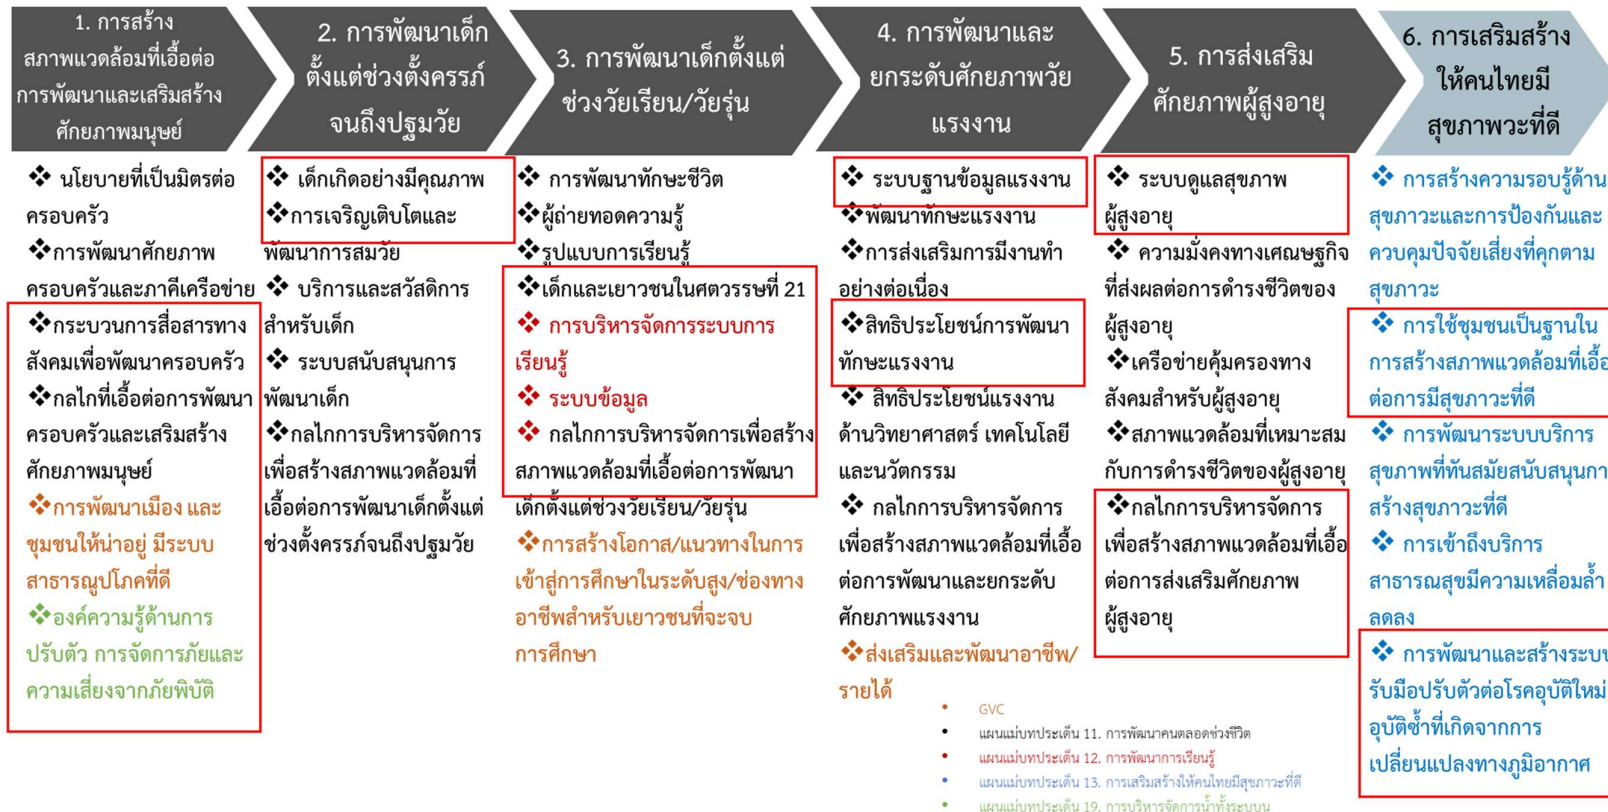 1. การสร้าง
สภาพแวดล้อมที่เอื้อต่อ
การพัฒนาและเสริมสร้าง
ศักยภาพมนุษย์
2. การพัฒนาเด็ก
ตั้งแต่ช่วงตั้งครรภ์
จนถึงปฐมวัย
3. การพัฒนาเด็กตั้งแต่
ช่วงวัยเรียน/วัยรุ่น
4. การพัฒนาและ
ยกระดับศักยภาพวัย
แรงงาน
5. การส่งเสริม
ศักยภาพผู้สูงอายุ
6. การเสริมสร้าง
ให้คนไทยมี
สุขภาพวะที่ดี
❖ นโยบายที่เป็นมิตรต่อ
ครอบครัว
❖การพัฒนาศักยภาพ
ครอบครัวและภาคีเครือข่าย
❖กระบวนการสื่อสารทาง
สังคมเพื่อพัฒนาครอบครัว
❖กลไกที่เอื้อต่อการพัฒนา
ครอบครัวและเสริมสร้าง
ศักยภาพมนุษย์
❖การพัฒนาเมือง และ
ชุมชนให้น่าอยู่ มีระบบ
สาธารณูปโภคที่ดี
❖องค์ความรู้ด้านการ
ปรับตัว การจัดการภัยและ
ความเสี่ยงจากภัยพิบัติ
❖ เด็กเกิดอย่างมีคุณภาพ
❖การเจริญเติบโตและ
พัฒนาการสมวัย
❖ บริการและสวัสดิการ
สำหรับเด็ก
❖ ระบบสนับสนุนการ
พัฒนาเด็ก
❖กลไกการบริหารจัดการ
เพื่อสร้างสภาพแวดล้อมที่
เอื้อต่อการพัฒนาเด็กตั้งแต่
ช่วงตั้งครรภ์จนถึงปฐมวัย
❖ การพัฒนาทักษะชีวิต
❖ผู้ถ่ายทอดความรู้
❖รูปแบบการเรียนรู้
❖เด็กและเยาวชนในศตวรรษที่ 21
❖ การบริหารจัดการระบบการ
เรียนรู้
❖ ระบบข้อมูล
❖ กลไกการบริหารจัดการเพื่อสร้าง
สภาพแวดล้อมที่เอื้อต่อการพัฒนา
เด็กตั้งแต่ช่วงวัยเรียน/วัยรุ่น
❖การสร้างโอกาส/แนวทางในการ
เข้าสู่การศึกษาในระดับสูง/ช่องทาง
อาชีพสำหรับเยาวชนที่จะจบ
การศึกษา
❖ ระบบฐานข้อมูลแรงงาน
❖พัฒนาทักษะแรงงาน
❖การส่งเสริมการมีงานทำ
อย่างต่อเนื่อง
❖สิทธิประโยชน์การพัฒนา
ทักษะแรงงาน
❖ สิทธิประโยชน์แรงงาน
ด้านวิทยาศาสตร์ เทคโนโลยี
และนวัตกรรม
❖ กลไกการบริหารจัดการ
เพื่อสร้างสภาพแวดล้อมที่เอื้อ
ต่อการพัฒนาและยกระดับ
ศักยภาพแรงงาน
❖ส่งเสริมและพัฒนาอาชีพ/
รายได้
❖ ระบบดูแลสุขภาพ
ผู้สูงอายุ
❖ ความมั่งคงทางเศณษฐกิจ
ที่ส่งผลต่อการดำรงชีวิตของ
ผู้สูงอายุ
❖เครือข่ายคุ้มครองทาง
สังคมสำหรับผู้สูงอายุ
❖สภาพแวดล้อมที่เหมาะสม
กับการดำรงชีวิตของผู้สูงอายุ
❖กลไกการบริหารจัดการ
เพื่อสร้างสภาพแวดล้อมที่เอื้อ
ต่อการส่งเสริมศักยภาพ
ผู้สูงอายุ
❖ การสร้างความรอบรู้ด้าน
สุขภาวะและการป้องกันและ
ควบคุมปัจจัยเสี่ยงที่คุกตาม
สุขภาวะ
❖ การใช้ชุมชนเป็นฐานใน
การสร้างสภาพแวดล้อมที่เอื้อ
ต่อการมีสุขภาวะที่ดี
❖ การพัฒนาระบบบริการ
สุขภาพที่ทันสมัยสนับสนุนกา
สร้างสุขภาวะที่ดี
❖ การเข้าถึงบริการ
สาธารณสุขมีความเหลื่อมล้ำ
ลดลง
❖ การพัฒนาและสร้างระบบ
รับมือปรับตัวต่อโรคอุบัติใหม่
อุบัติซ้ำที่เกิดจากการ
เปลี่ยนแปลงทางภูมิอากาศ
• GVC
• แผนแม่บทประเด็น 11. การพัฒนาคนตลอดช่วงชีวิต
• แผนแม่บทประเด็น 12. การพัฒนาการเรียนรู้
• แผนแม่บทประเด็น 13. การเสริมสร้างให้คนไทยมีสุขภาวะที่ดี
• แผนแม่บทประเด็น 19. การบริหารจัดการน้ำทั้งระบบบน